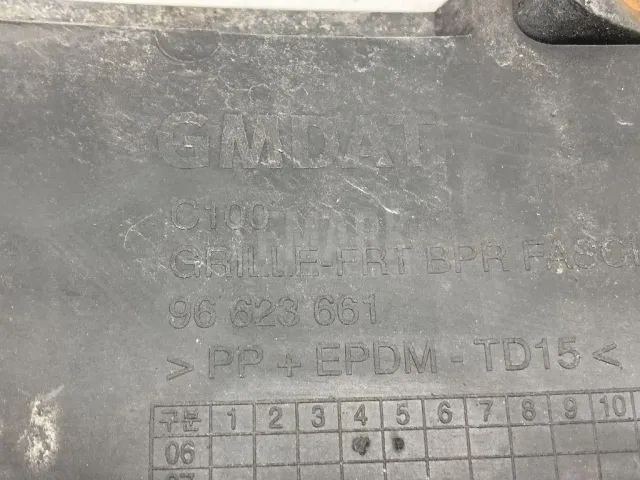 GMDAT
C100
GRILLE-FRT BPR
96 623 661
> PP + EPDM - TD15 <
구분 1 2 3 4 5 6 7 8 9 10
06